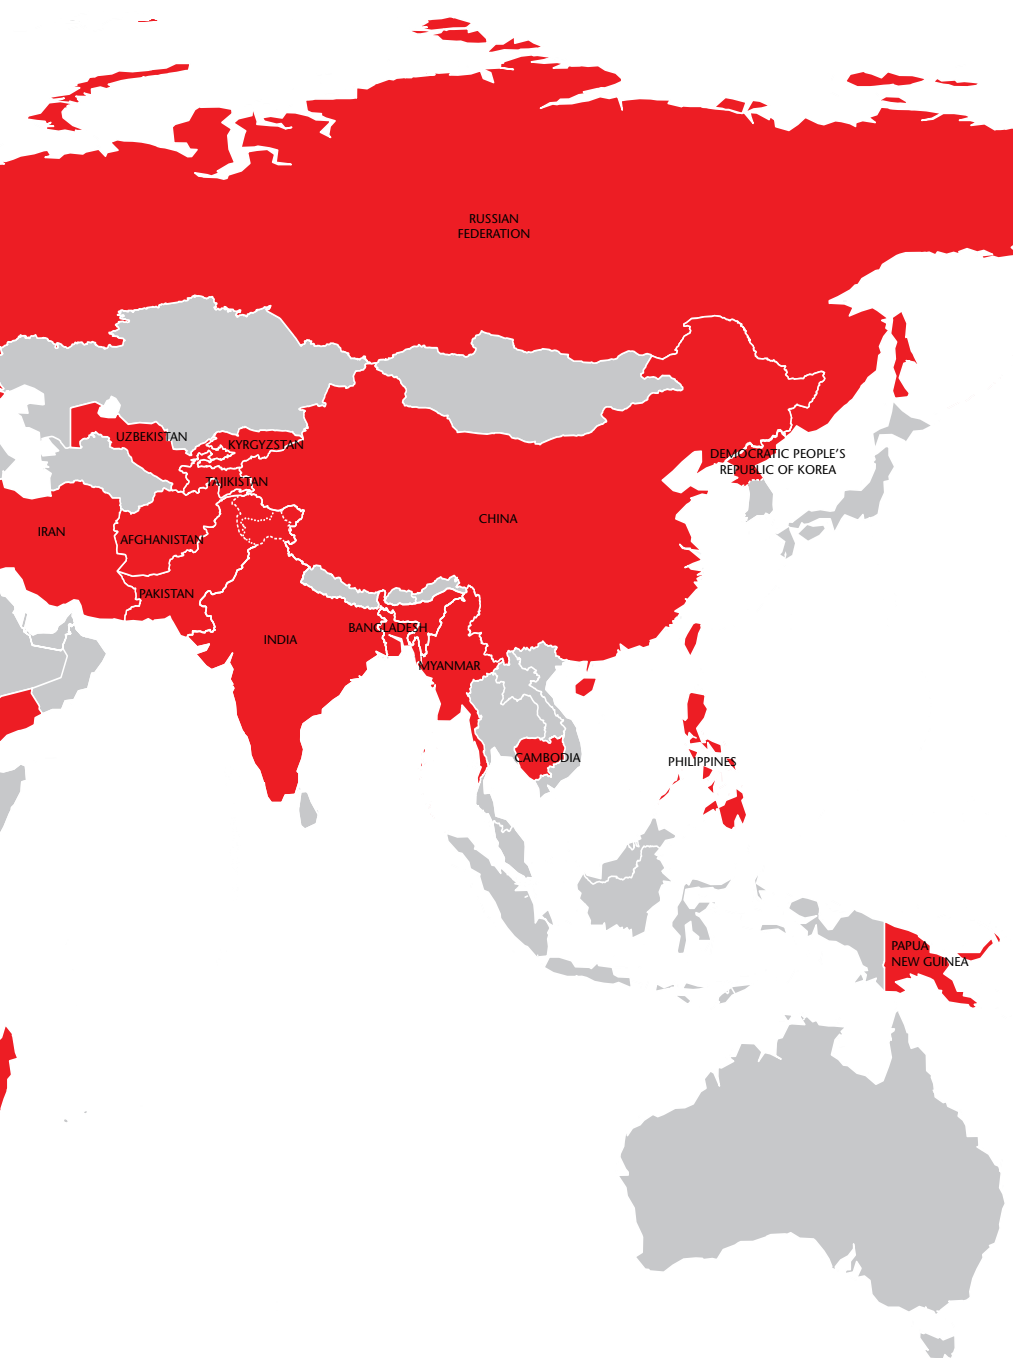 RUSSIAN
FEDERATION
UZBEKISTAN
KYRGYZSTAN
DEMOCRATIC PEOPLE'S
REPUBLIC OF KOREA
TAJIKISTAN
CHINA
IRAN
AFGHANISTAN
PAKISTAN
BANGLADESH
INDIA
MYANMAR
CAMBODIA
PHILIPPINES
PAPUA
NEW GUINEA